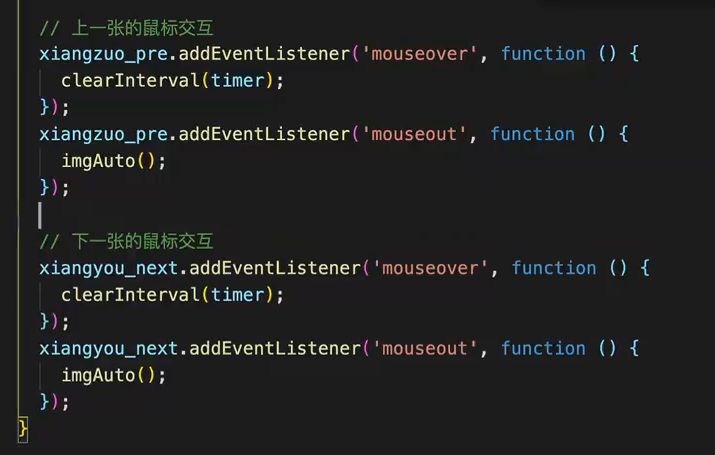 // 上一张的鼠标交互
xiangzuo_pre.addEventListener('mouseover', function () {
  clearInterval(timer);
});
xiangzuo_pre.addEventListener('mouseout', function () {
  imgAuto();
});
// 下一张的鼠标交互
xiangyou_next.addEventListener('mouseover', function () {
  clearInterval(timer);
});
xiangyou_next.addEventListener('mouseout', function () {
  imgAuto();
});
}